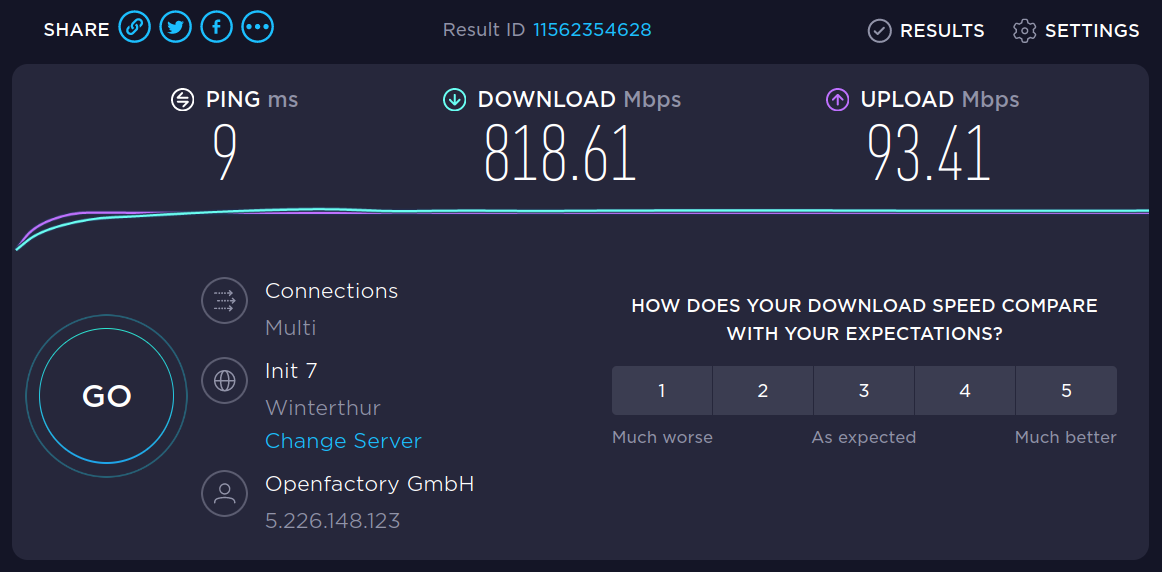 SHARE
Result ID 11562354628
RESULTS
SETTINGS
PING ms
9
DOWNLOAD Mbps
818.61
UPLOAD Mbps
93.41
GO
Connections
Multi
Init 7
Winterthur
Change Server
Openfactory GmbH
5.226.148.123
HOW DOES YOUR DOWNLOAD SPEED COMPARE
WITH YOUR EXPECTATIONS?
1 2 3 4 5
Much worse As expected Much better